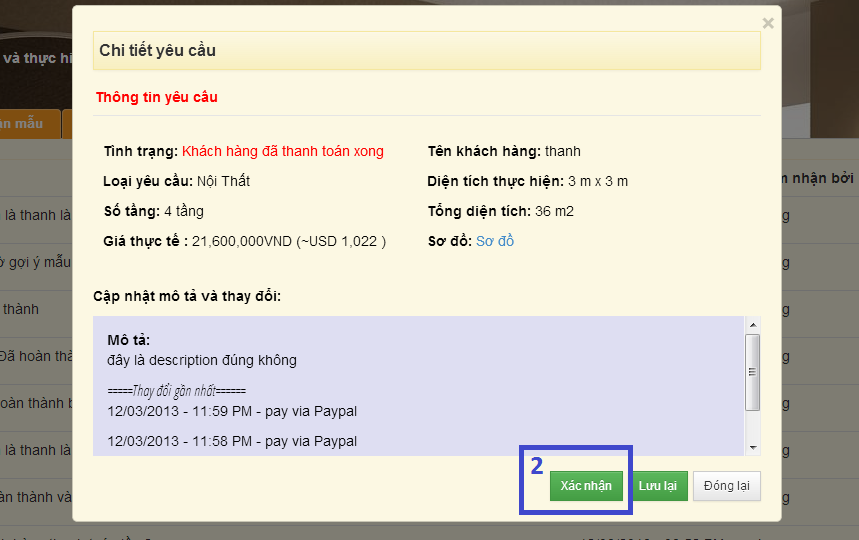 ×
Chi tiết yêu cầu
và thực hi
Thông tin yêu cầu
ản mẫu
Tình trạng: Khách hàng đã thanh toán xong
Tên khách hàng: thanh
n nhận bởi
Loại yêu cầu: Nội Thất
Diện tích thực hiện: 3 m x 3 m
là thanh là
Số tầng: 4 tầng
Tổng diện tích: 36 m2
g
Giá thực tế : 21,600,000VND (~USD 1,022 )
Sơ đồ: Sơ đồ
ờ gợi ý mẫu
g
Cập nhật mô tả và thay đổi:
thành
g
Mô tả:
đây là description đúng không
Đã hoàn thà
g
=====Thay đổi gần nhất======
12/03/2013 - 11:59 PM - pay via Paypal
oàn thành b
g
12/03/2013 - 11:58 PM - pay via Paypal
là thanh là
g
2
Xác nhận
Lưu lại
Đóng lại
àn thành và
g